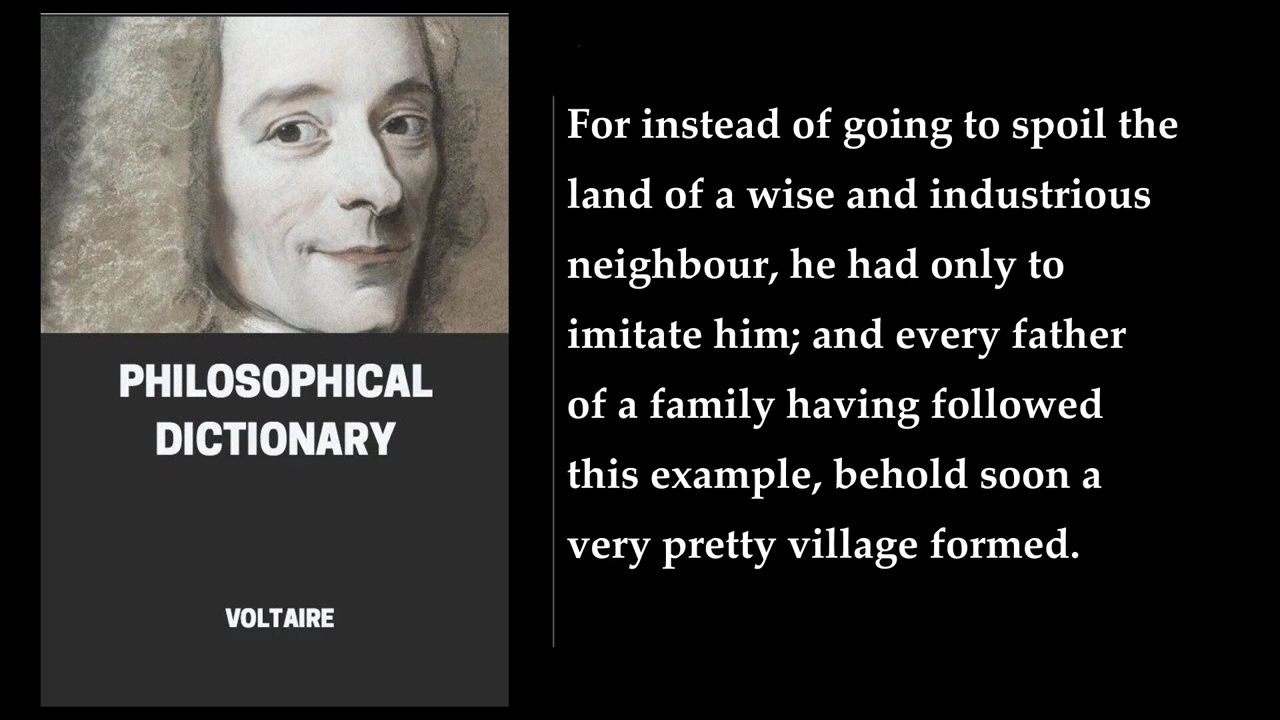 PHILOSOPHICAL
DICTIONARY
VOLTAIRE
For instead of going to spoil the
land of a wise and industrious
neighbour, he had only to
imitate him; and every father
of a family having followed
this example, behold soon a
very pretty village formed.